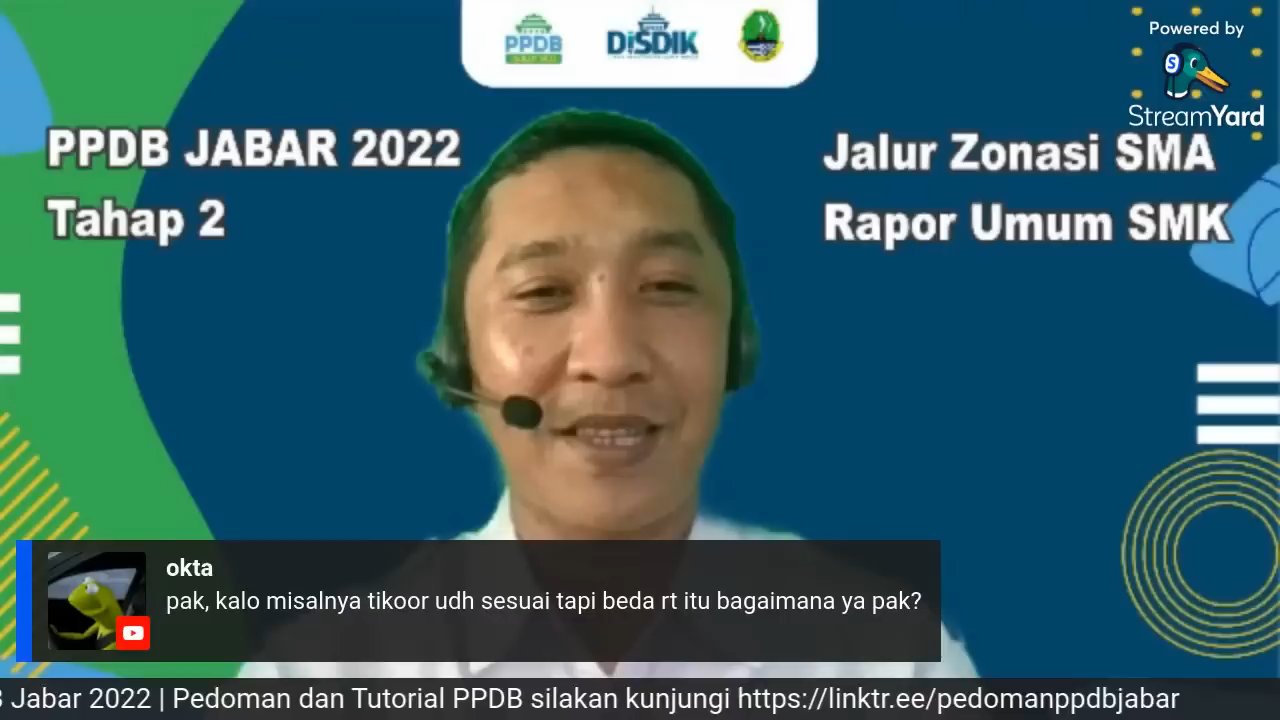 PPDB
DISDIK
Powered by
StreamYard
PPDB JABAR 2022
Tahap 2
Jalur Zonasi SMA
Rapor Umum SMK
okta
pak, kalo misalnya tikoor udh sesuai tapi beda rt itu bagaimana ya pak?
Jabar 2022 | Pedoman dan Tutorial PPDB silakan kunjungi https://linktr.ee/pedomanppdbjabar